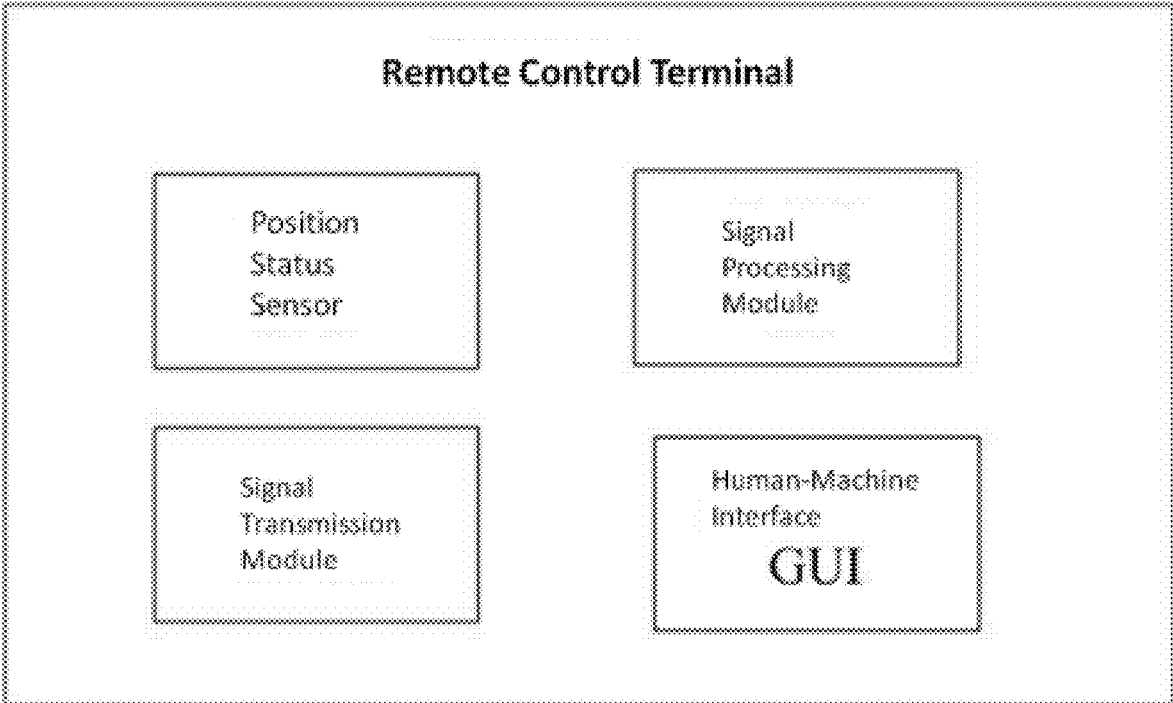 Remote Control Terminal
Position
Status
Sensor
Signal
Processing
Module
Signal
Transmission
Module
Human-Machine
Interface
GUI